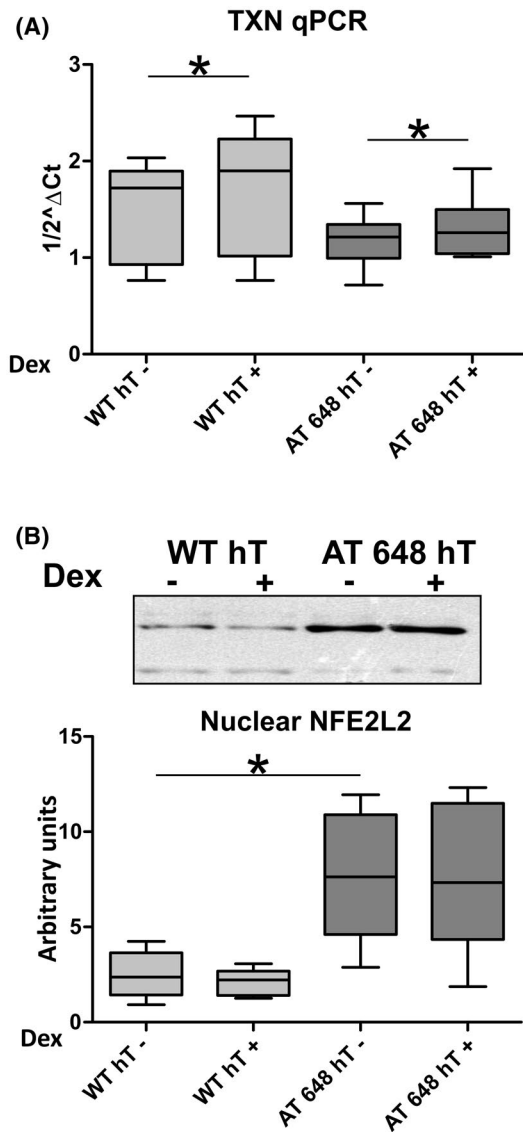 (A)
TXN qPCR
1/2^ΔCt
3
2
1
0
*
*
Dex
WT hT -
WT hT +
AT 648 hT -
AT 648 hT +
(B)
WT hT AT 648 hT
Dex - + - +
Nuclear NFE2L2
Arbitrary units
15
10
5
0
*
Dex
WT hT -
WT hT +
AT 648 hT -
AT 648 hT +